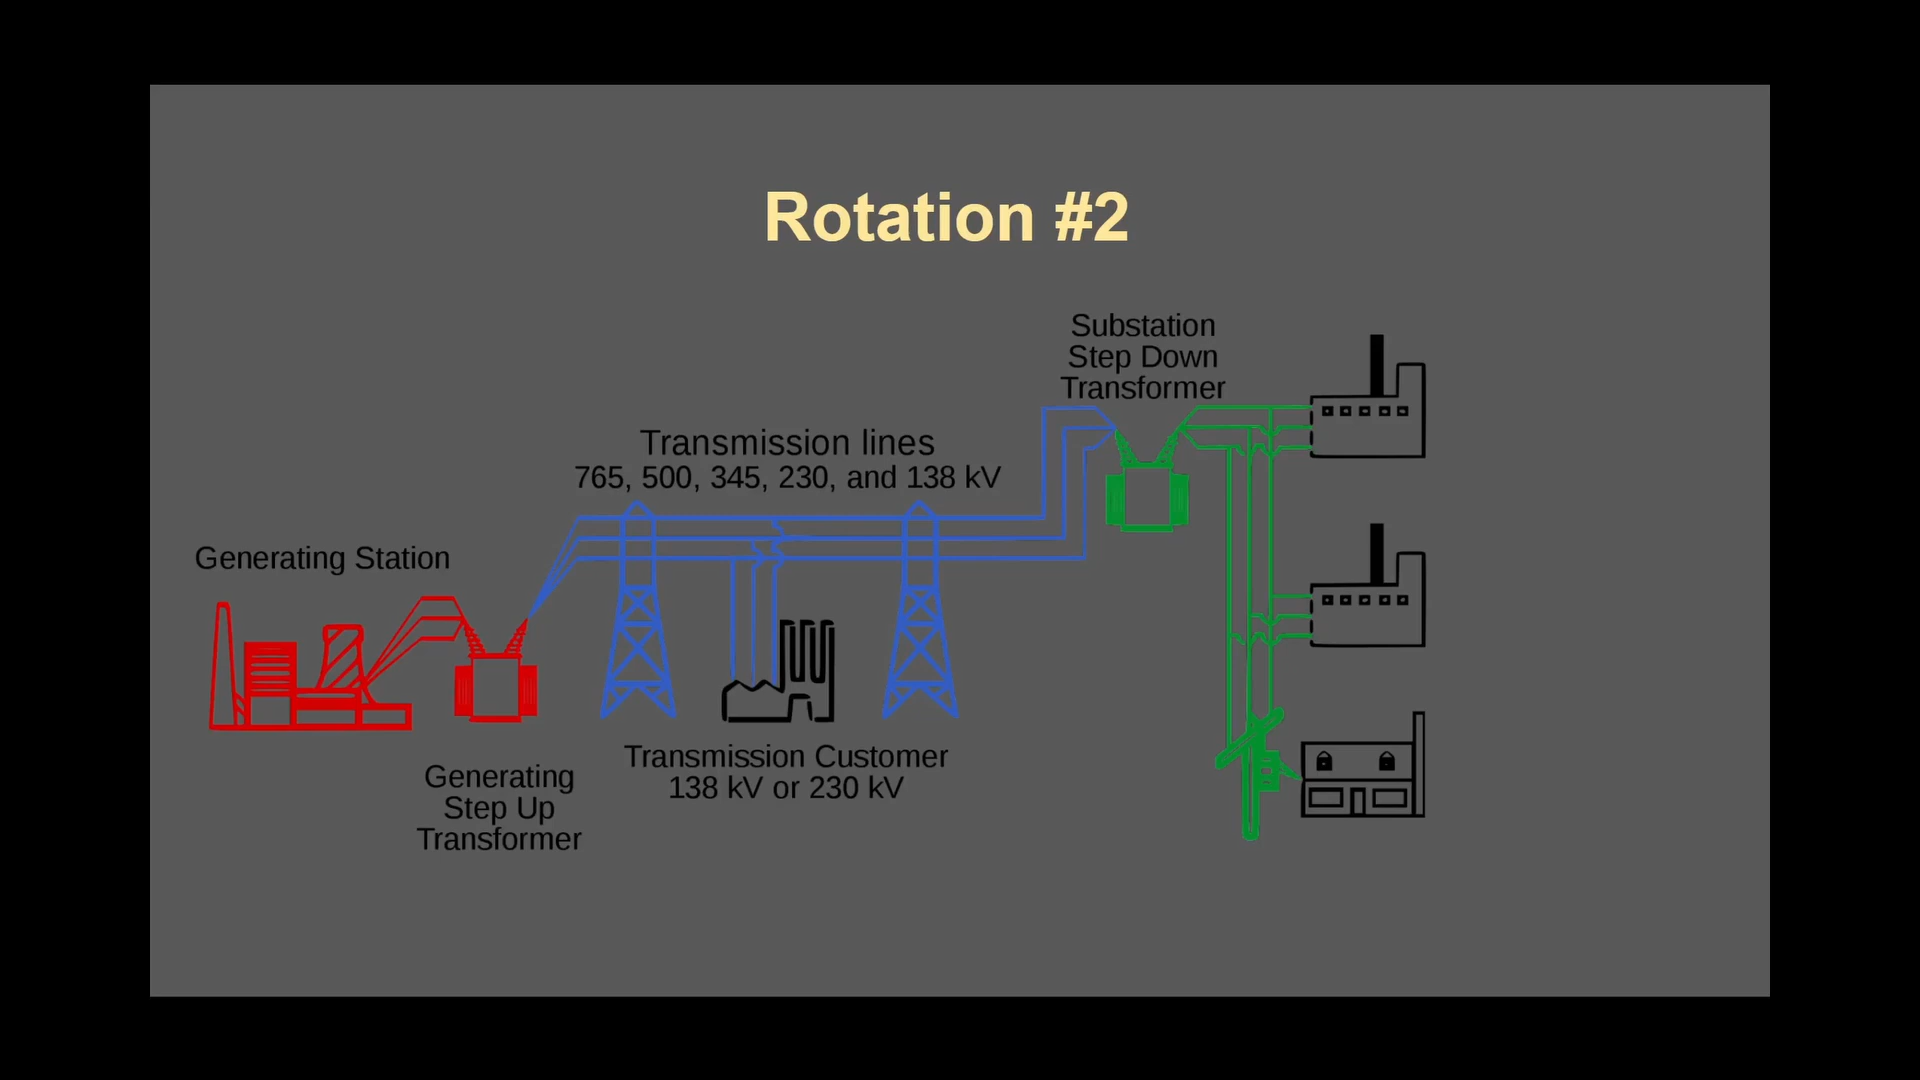 Rotation #2
Substation
Step Down
Transformer
Transmission lines
765, 500, 345, 230, and 138 kV
Generating Station
Transmission Customer
138 kV or 230 kV
Generating
Step Up
Transformer